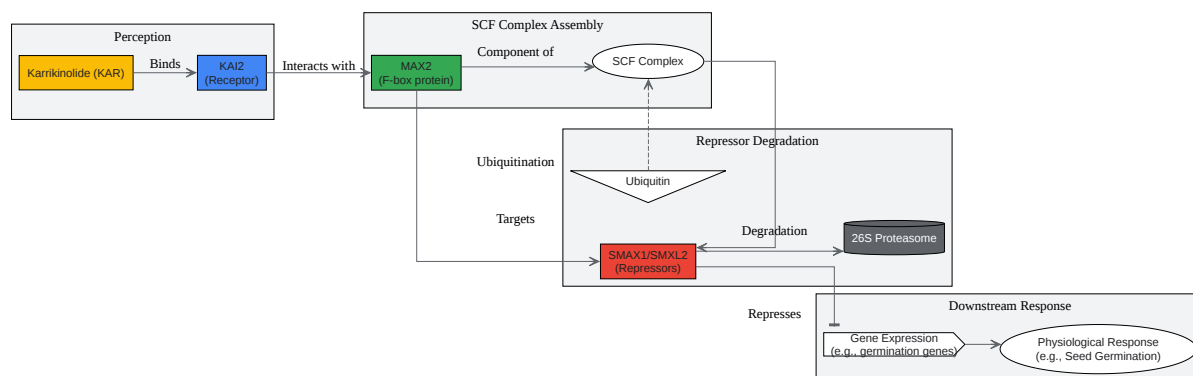 Perception
Karrikinolide (KAR)
Binds
KAI2
(Receptor)
Interacts with
SCF Complex Assembly
MAX2
(F-box protein)
Component of
SCF Complex
Repressor Degradation
Ubiquitination
Ubiquitin
Targets
SMAX1/SMXL2
(Repressors)
Degradation
26S Proteasome
Represses
Downstream Response
Gene Expression
(e.g., germination genes)
Physiological Response
(e.g., Seed Germination)